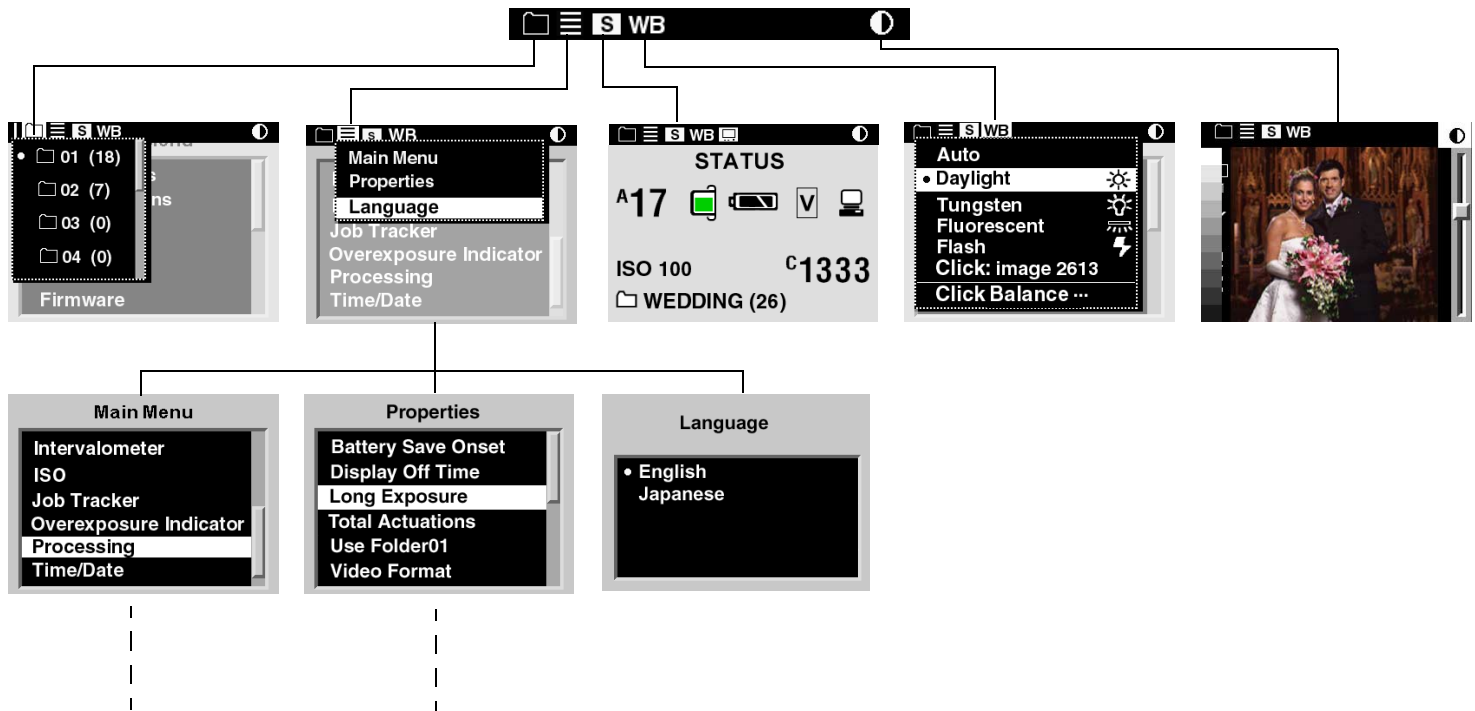 S WB
S WB
01 (18)
02 (7)
03 (0)
04 (0)
Firmware
S WB
Main Menu
Properties
Language
Job Tracker
Overexposure Indicator
Processing
Time/Date
S WB
STATUS
A17
V
ISO 100
C1333
WEDDING (26)
S WB
Auto
Daylight
Tungsten
Fluorescent
Flash
Click: image 2613
Click Balance ...
S WB
Main Menu
Intervalometer
ISO
Job Tracker
Overexposure Indicator
Processing
Time/Date
Properties
Battery Save Onset
Display Off Time
Long Exposure
Total Actuations
Use Folder01
Video Format
Language
• English
Japanese